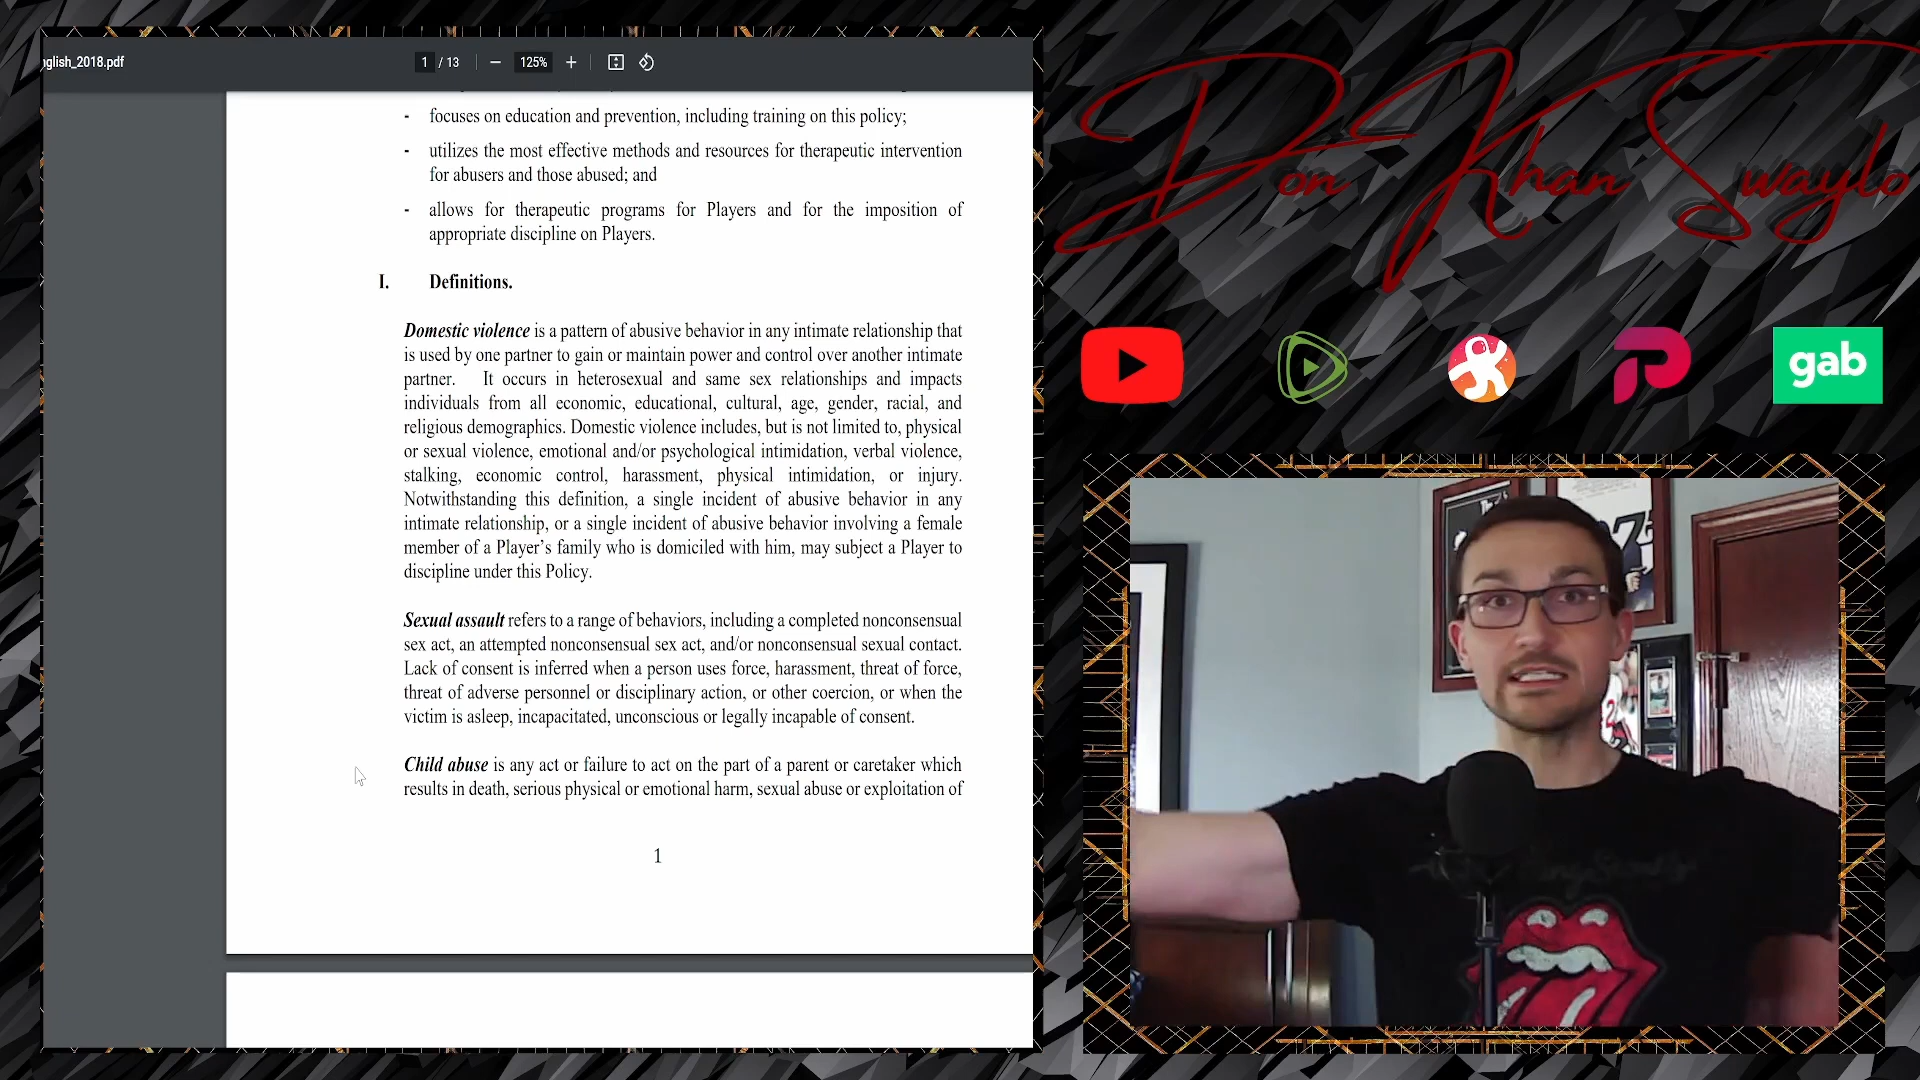 nglish_2018.pdf
1 / 13
125%
- focuses on education and prevention, including training on this policy;
- utilizes the most effective methods and resources for therapeutic intervention
for abusers and those abused; and
- allows for therapeutic programs for Players and for the imposition of
appropriate discipline on Players.
I. Definitions.
Domestic violence is a pattern of abusive behavior in any intimate relationship that
is used by one partner to gain or maintain power and control over another intimate
partner. It occurs in heterosexual and same sex relationships and impacts
individuals from all economic, educational, cultural, age, gender, racial, and
religious demographics. Domestic violence includes, but is not limited to, physical
or sexual violence, emotional and/or psychological intimidation, verbal violence,
stalking, economic control, harassment, physical intimidation, or injury.
Notwithstanding this definition, a single incident of abusive behavior in any
intimate relationship, or a single incident of abusive behavior involving a female
member of a Player's family who is domiciled with him, may subject a Player to
discipline under this Policy.
Sexual assault refers to a range of behaviors, including a completed nonconsensual
sex act, an attempted nonconsensual sex act, and/or nonconsensual sexual contact.
Lack of consent is inferred when a person uses force, harassment, threat of force,
threat of adverse personnel or disciplinary action, or other coercion, or when the
victim is asleep, incapacitated, unconscious or legally incapable of consent.
Child abuse is any act or failure to act on the part of a parent or caretaker which
results in death, serious physical or emotional harm, sexual abuse or exploitation of
1
Don Khan Swaylo
gab